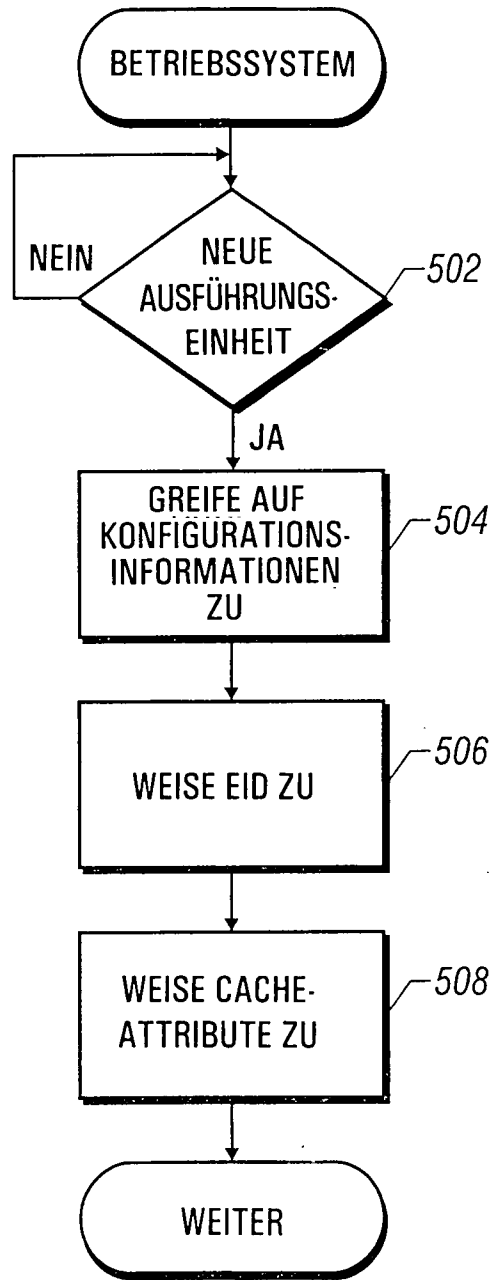 BETRIEBSSYSTEM
NEIN
NEUE
AUSFÜHRUNGS-
EINHEIT
502
JA
GREIFE AUF
KONFIGURATIONS-
INFORMATIONEN
ZU
504
WEISE EID ZU
506
WEISE CACHE-
ATTRIBUTE ZU
508
WEITER